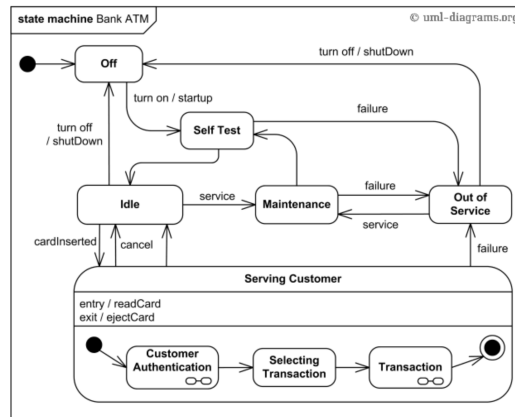 state machine Bank ATM
© uml-diagrams.org
Off
turn off / shutDown
turn on / startup
failure
turn off
/ shutDown
Self Test
Idle
service
Maintenance
failure
service
Out of
Service
cardInserted
cancel
failure
Serving Customer
entry / readCard
exit / ejectCard
Customer
Authentication
Selecting
Transaction
Transaction